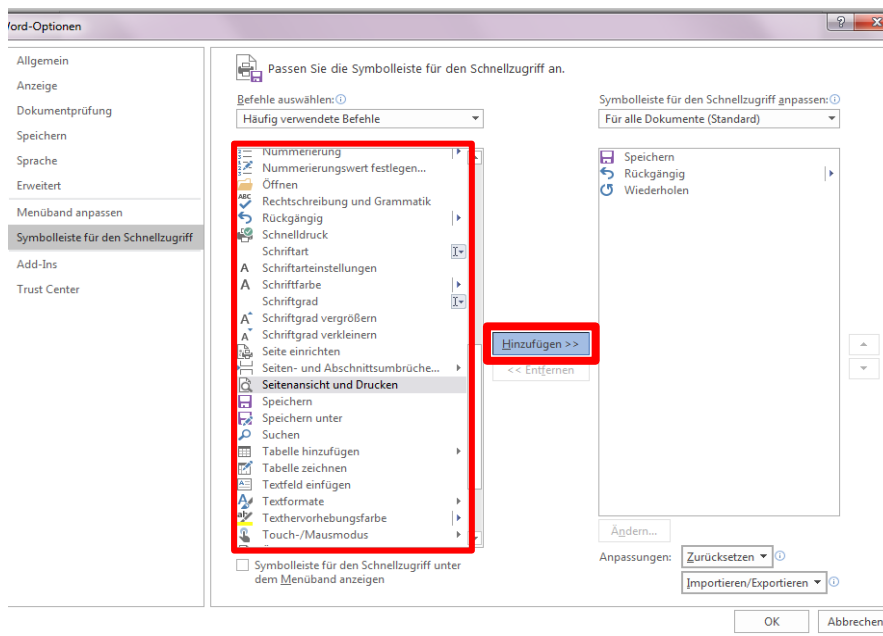 Word-Optionen
Allgemein
Anzeige
Dokumentprüfung
Speichern
Sprache
Erweitert
Menüband anpassen
Symbolleiste für den Schnellzugriff
Add-Ins
Trust Center
Passen Sie die Symbolleiste für den Schnellzugriff an.
Befehle auswählen:
Häufig verwendete Befehle
Nummerierung
Nummerierungswert festlegen...
Öffnen
Rechtschreibung und Grammatik
Rückgängig
Schnelldruck
Schriftart
Schriftarteinstellungen
Schriftfarbe
Schriftgrad
Schriftgrad vergrößern
Schriftgrad verkleinern
Seite einrichten
Seiten- und Abschnittsumbrüche...
Seitenansicht und Drucken
Speichern
Speichern unter
Suchen
Tabelle hinzufügen
Tabelle zeichnen
Textfeld einfügen
Textformate
Texthervorhebungsfarbe
Touch-/Mausmodus
Symbolleiste für den Schnellzugriff unter
dem Menüband anzeigen
Hinzufügen >>
<< Entfernen
Symbolleiste für den Schnellzugriff anpassen:
Für alle Dokumente (Standard)
Speichern
Rückgängig
Wiederholen
Ändern...
Anpassungen: Zurücksetzen
Importieren/Exportieren
OK Abbrechen